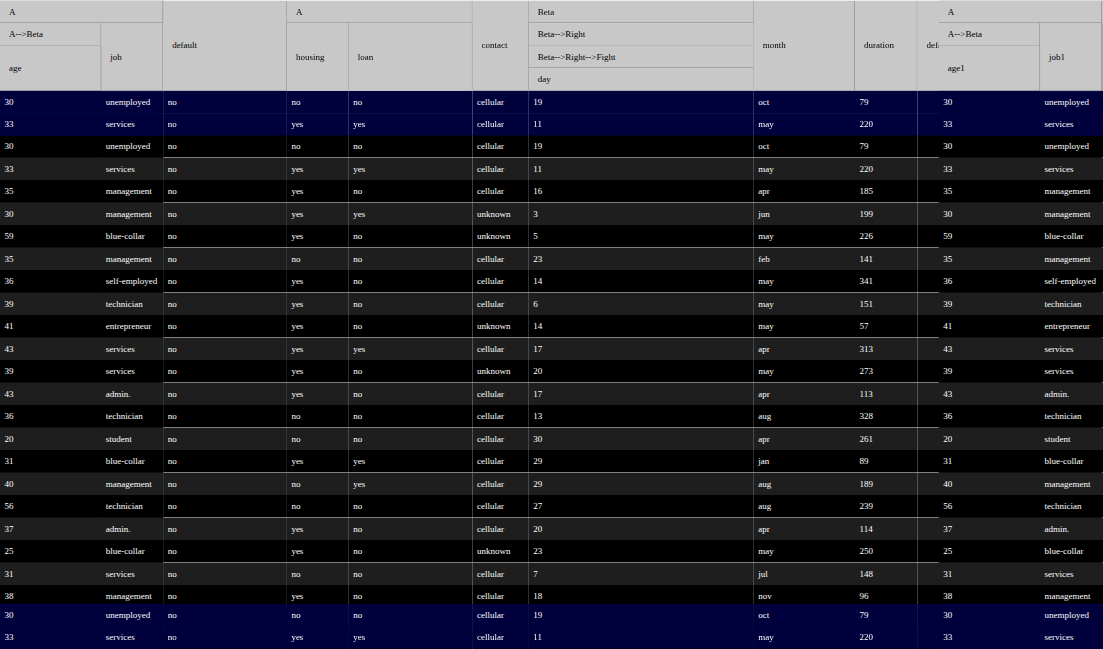 A A Beta A
A-->Beta Beta-->Right A-->Beta
default contact month duration defa
job housing loan Beta-->Right-->Fight job1
age day age1
30 unemployed no no no cellular 19 oct 79 30 unemployed
33 services no yes yes cellular 11 may 220 33 services
30 unemployed no no no cellular 19 oct 79 30 unemployed
33 services no yes yes cellular 11 may 220 33 services
35 management no yes no cellular 16 apr 185 35 management
30 management no yes yes unknown 3 jun 199 30 management
59 blue-collar no yes no unknown 5 may 226 59 blue-collar
35 management no no no cellular 23 feb 141 35 management
36 self-employed no yes no cellular 14 may 341 36 self-employed
39 technician no yes no cellular 6 may 151 39 technician
41 entrepreneur no yes no unknown 14 may 57 41 entrepreneur
43 services no yes yes cellular 17 apr 313 43 services
39 services no yes no unknown 20 may 273 39 services
43 admin. no yes no cellular 17 apr 113 43 admin.
36 technician no no no cellular 13 aug 328 36 technician
20 student no no no cellular 30 apr 261 20 student
31 blue-collar no yes yes cellular 29 jan 89 31 blue-collar
40 management no no yes cellular 29 aug 189 40 management
56 technician no no no cellular 27 aug 239 56 technician
37 admin. no yes no cellular 20 apr 114 37 admin.
25 blue-collar no yes no unknown 23 may 250 25 blue-collar
31 services no no no cellular 7 jul 148 31 services
38 management no yes no cellular 18 nov 96 38 management
30 unemployed no no no cellular 19 oct 79 30 unemployed
33 services no yes yes cellular 11 may 220 33 services